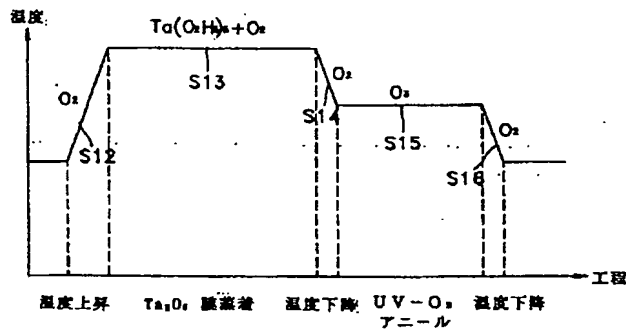 温度
Ta(O₂H₅)₅+O₂
O₂
S12
S13
O₂
S14
O₃
S15
O₂
S16
工程
温度上昇
Ta₂O₅ 膜蒸着
温度下降
UV-O₃
アニール
温度下降